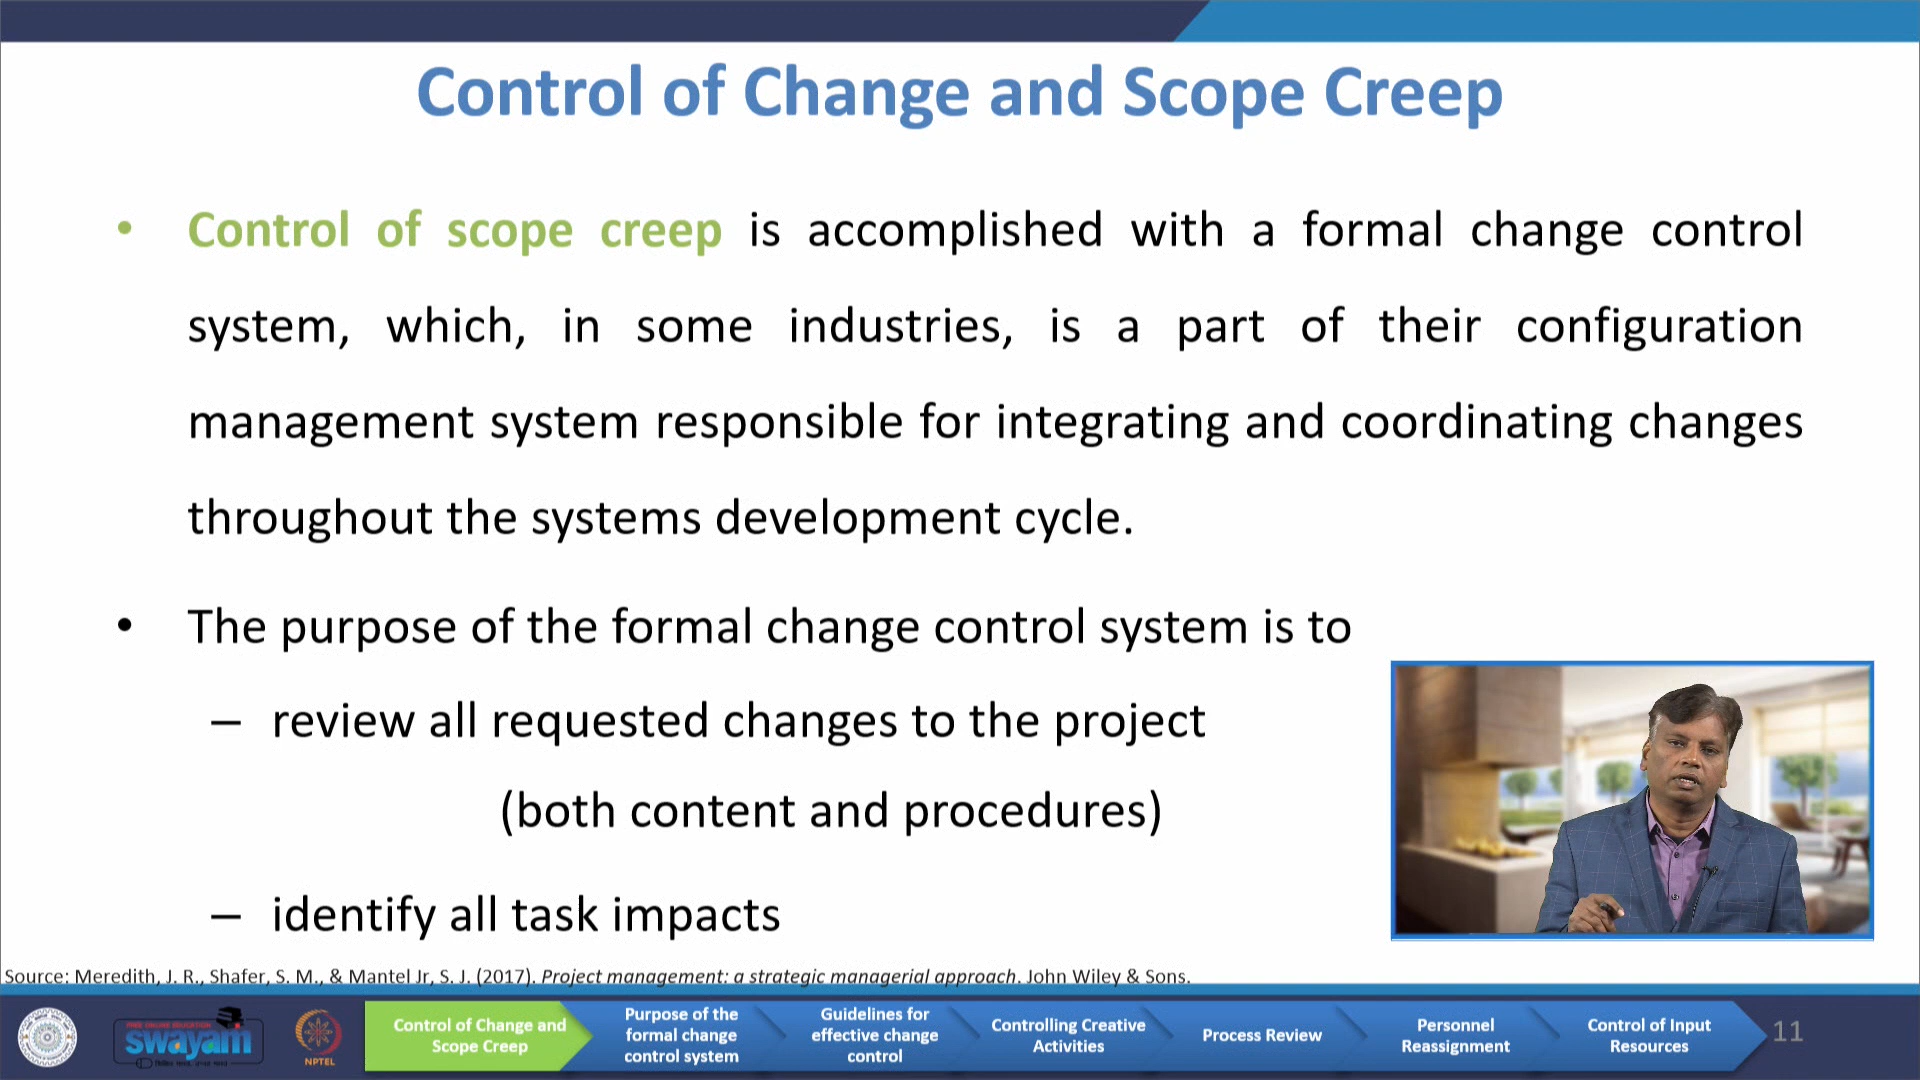 Control of Change and Scope Creep
• Control of scope creep is accomplished with a formal change control
system, which, in some industries, is a part of their configuration
management system responsible for integrating and coordinating changes
throughout the systems development cycle.
• The purpose of the formal change control system is to
– review all requested changes to the project
(both content and procedures)
– identify all task impacts
Source: Meredith, J. R., Shafer, S. M., & Mantel Jr, S. J. (2017). Project management: a strategic managerial approach. John Wiley & Sons.
FREE ONLINE EDUCATION
swayam
NPTEL
Control of Change and
Scope Creep
Purpose of the
formal change
control system
Guidelines for
effective change
control
Controlling Creative
Activities
Process Review
Personnel
Reassignment
Control of Input
Resources
11